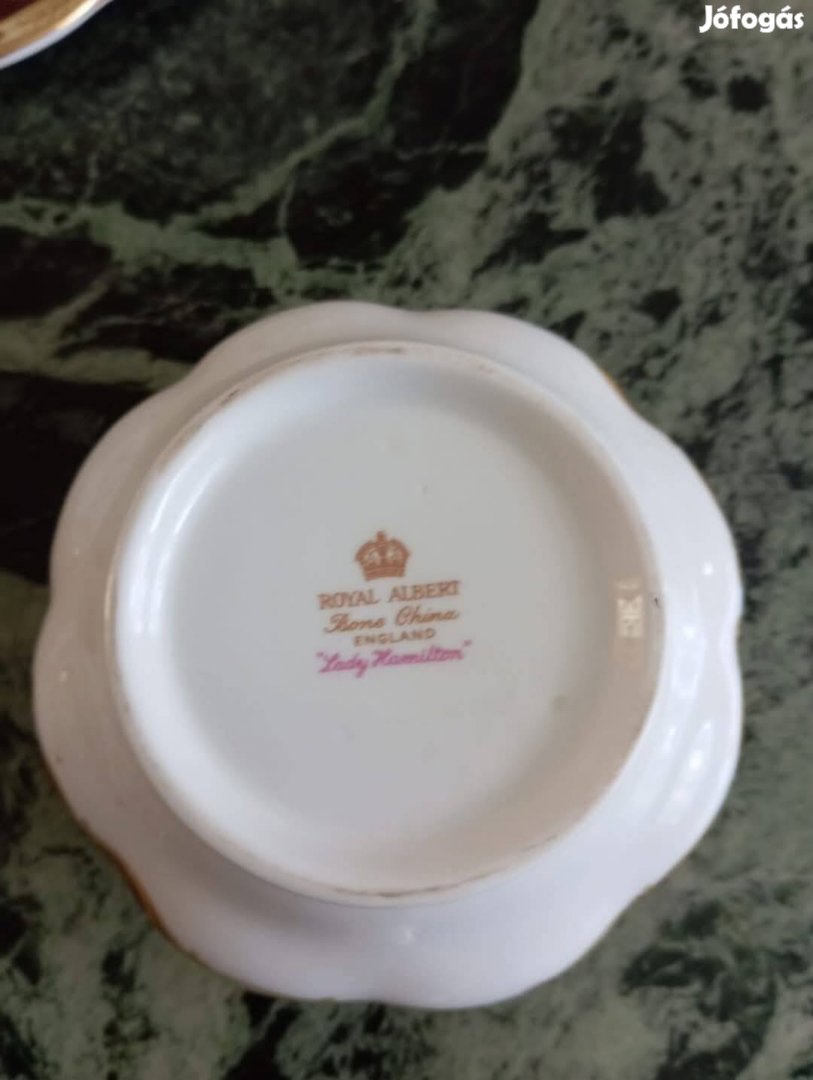 Jófogás
ROYAL ALBERT
Bone China
ENGLAND
"Lady Hamilton"